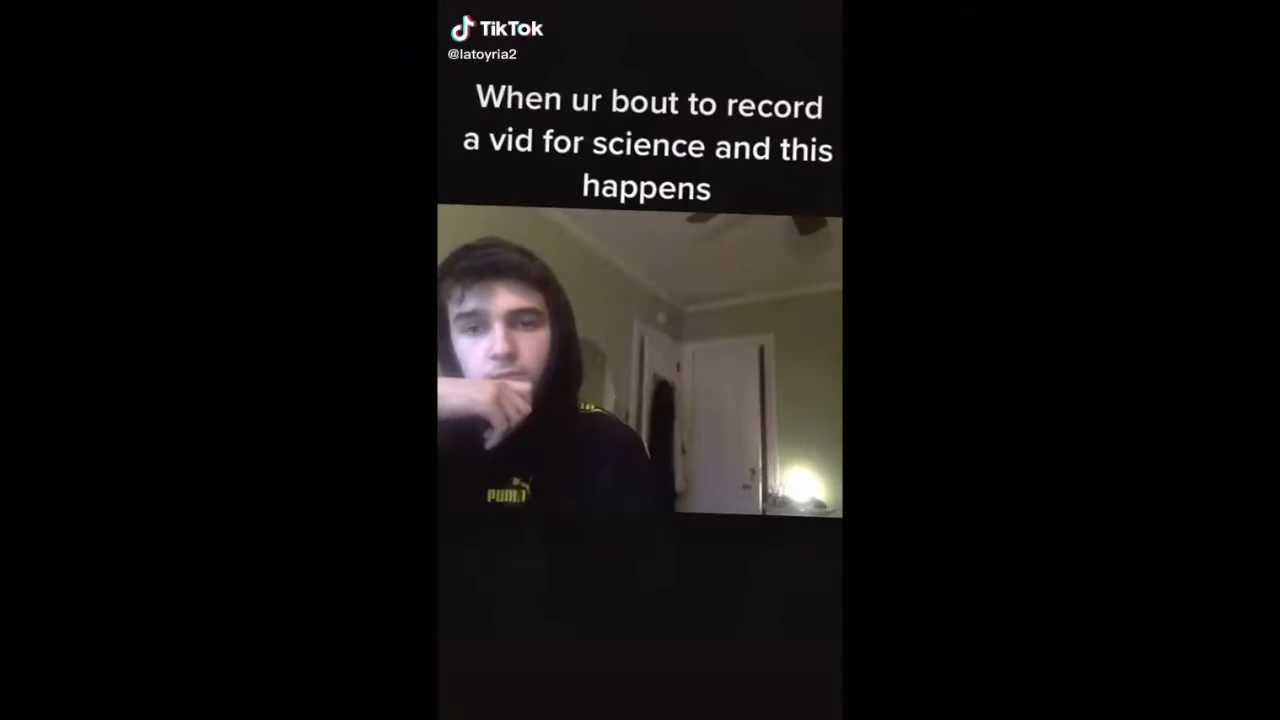 TikTok
@latoyria2
When ur bout to record
a vid for science and this
happens
PUMA